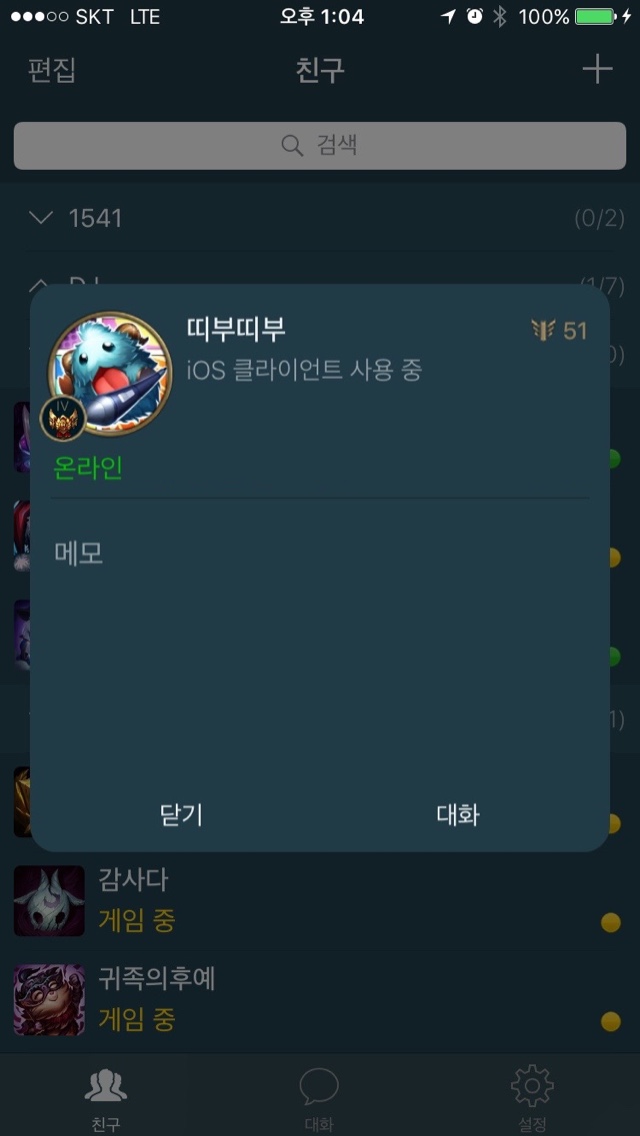 SKT LTE 오후 1:04 100%
편집 친구
검색
1541 (0/2)
띠부띠부 51
iOS 클라이언트 사용 중
IV
온라인
메모
닫기 대화
감사다
게임 중
귀족의후예
게임 중
친구 대화 설정